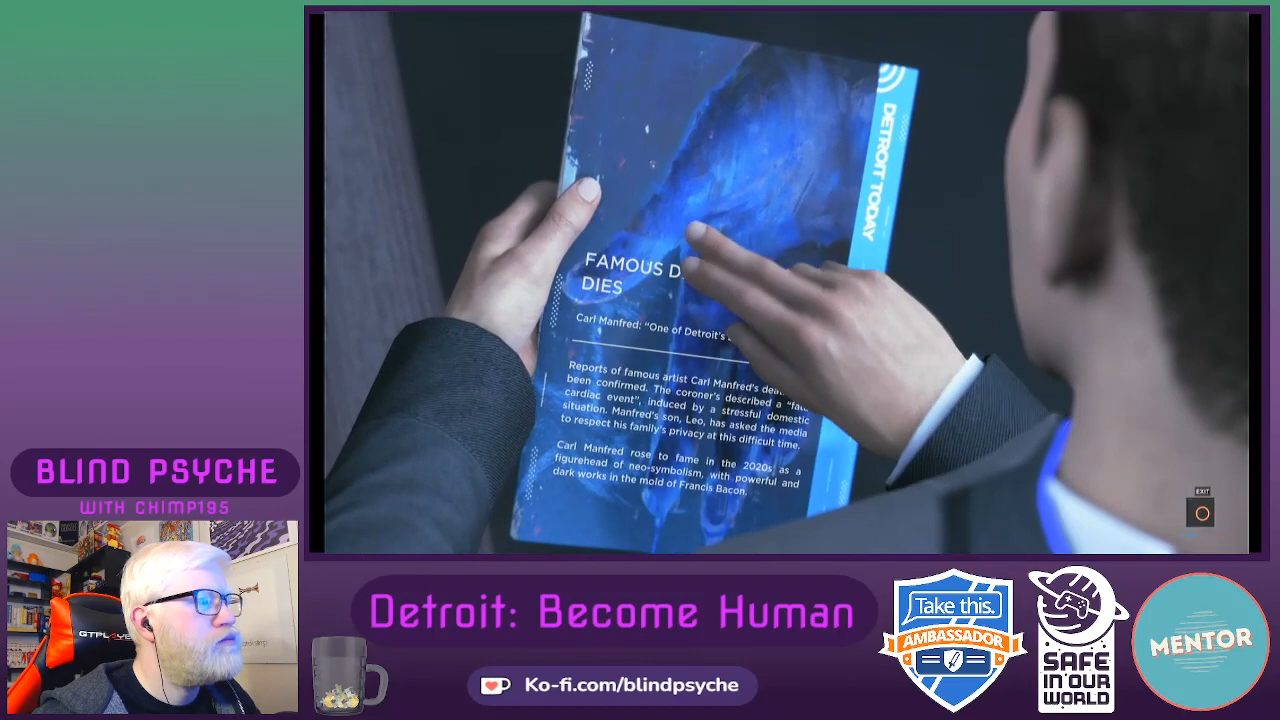 DETROIT TODAY
FAMOUS
DIES
Carl Manfred: "One of Detroit's
Reports of famous artist Carl Manfred's
been confirmed. The coroner's described a
cardiac event", induced by a stressful domestic
situation. Manfred's son, Leo, has asked the media
to respect his family's privacy at this difficult time.
Carl Manfred rose to fame in the 2020s as a
figurehead of neo-symbolism, with powerful and
dark works in the mold of Francis Bacon.
EXIT
BLIND PSYCHE
WITH CHIMP195
Detroit: Become Human
Ko-fi.com/blindpsyche
Take this.
AMBASSADOR
SAFE
IN OUR
WORLD
MENTOR